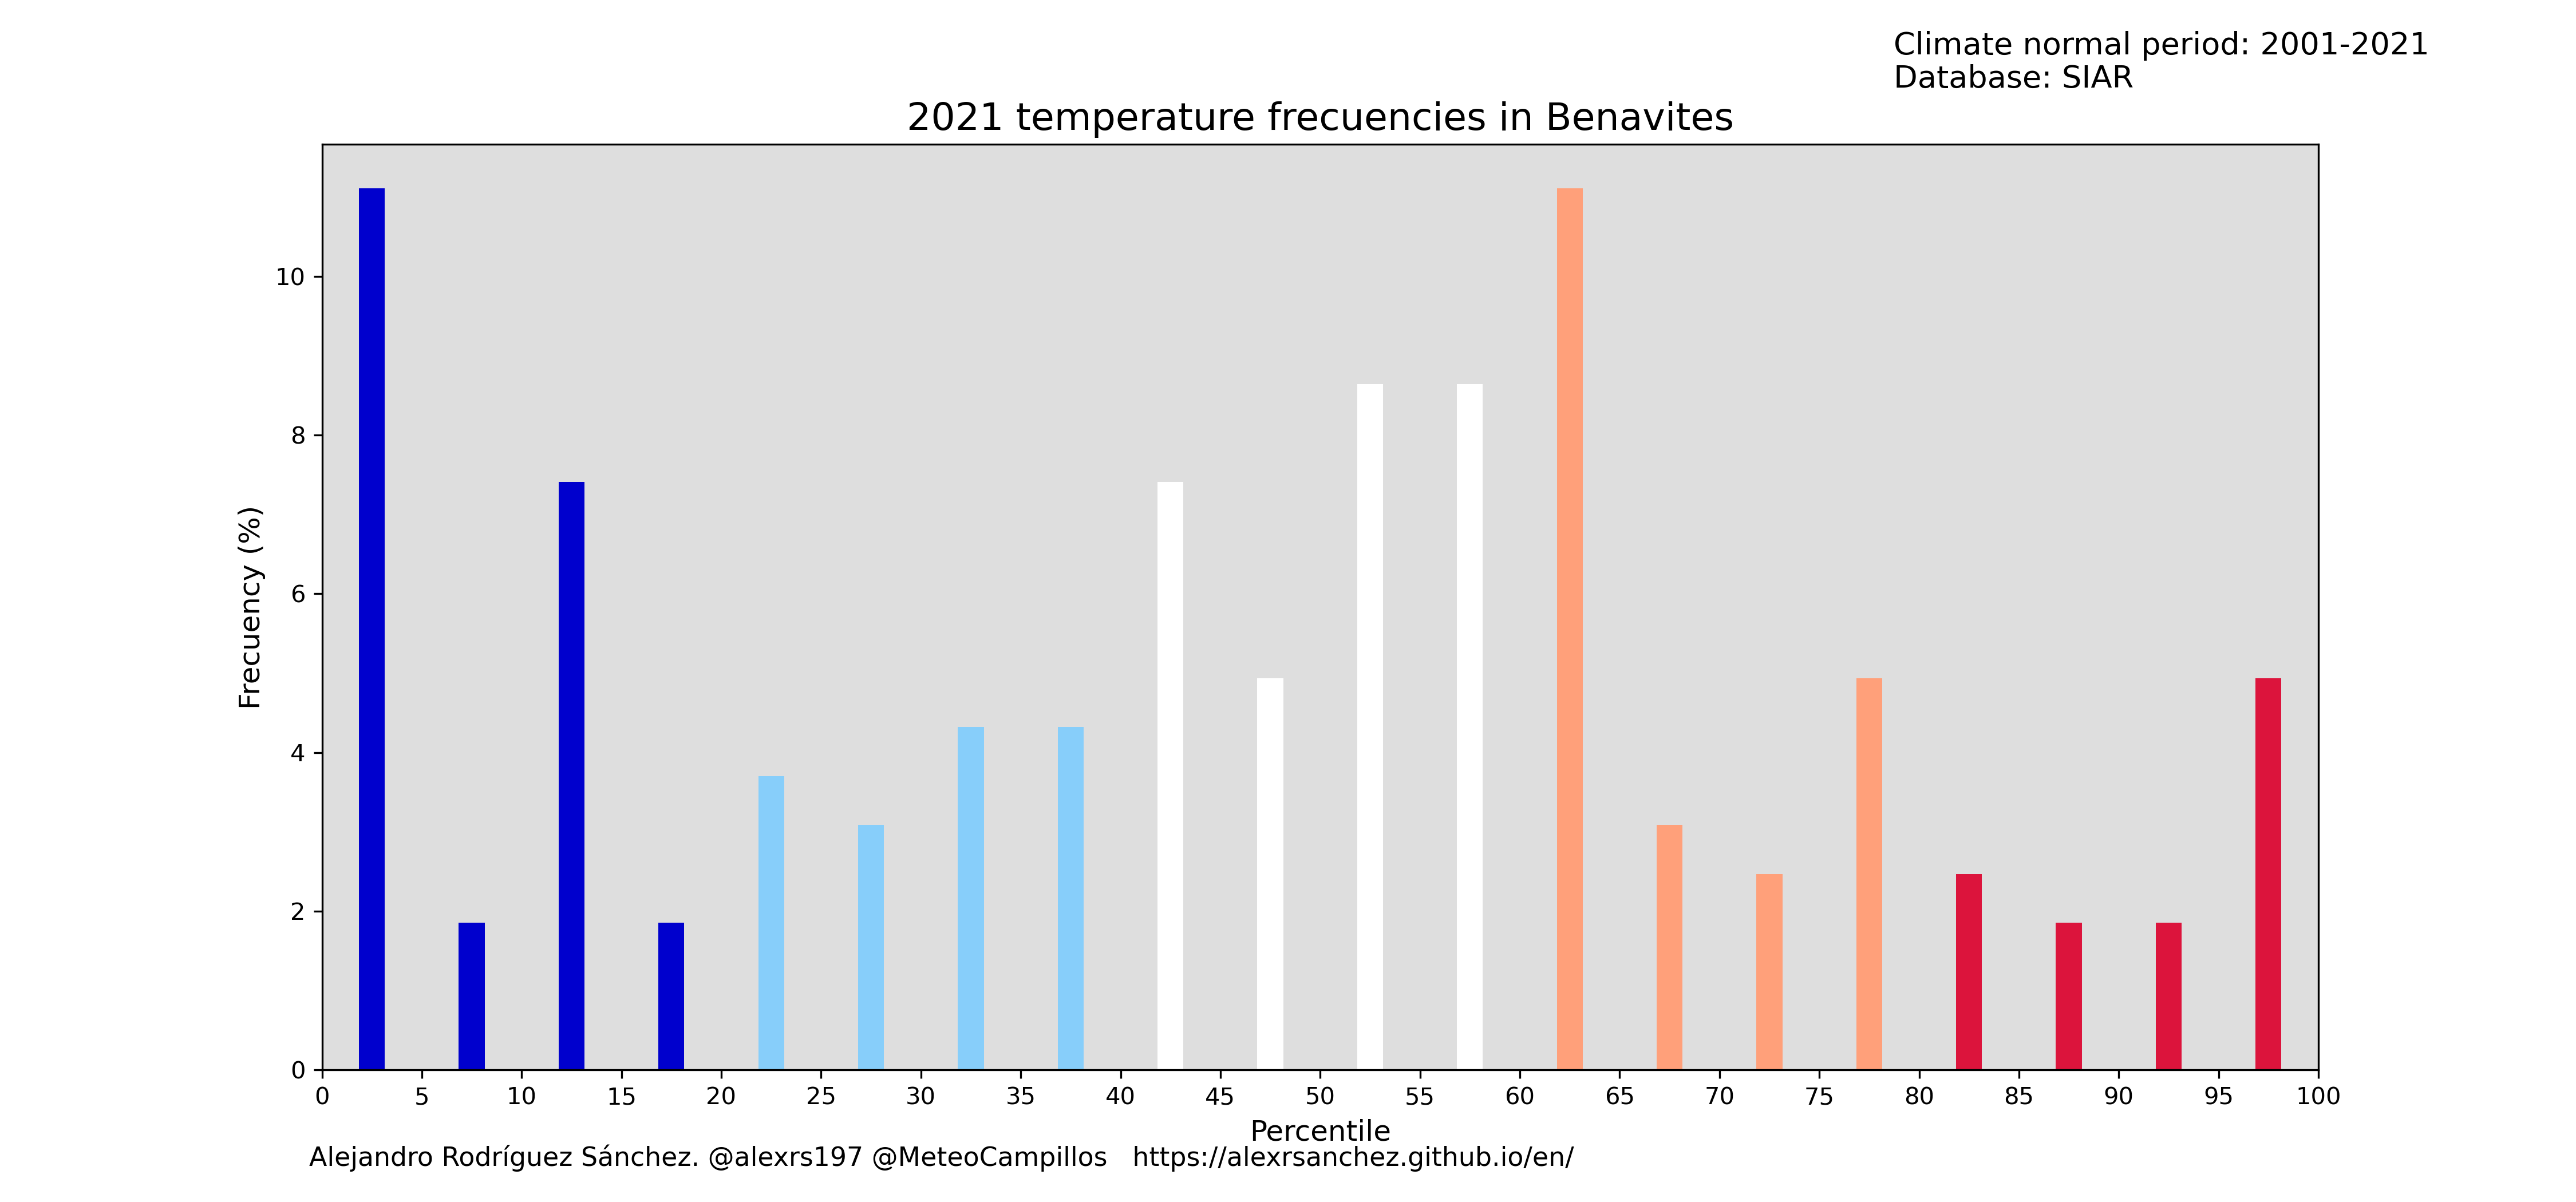 Climate normal period: 2001-2021
Database: SIAR
2021 temperature frecuencies in Benavites
Frecuency (%)
10
8
6
4
2
0
0 5 10 15 20 25 30 35 40 45 50 55 60 65 70 75 80 85 90 95 100
Percentile
Alejandro Rodríguez Sánchez. @alexrs197 @MeteoCampillos   https://alexrsanchez.github.io/en/